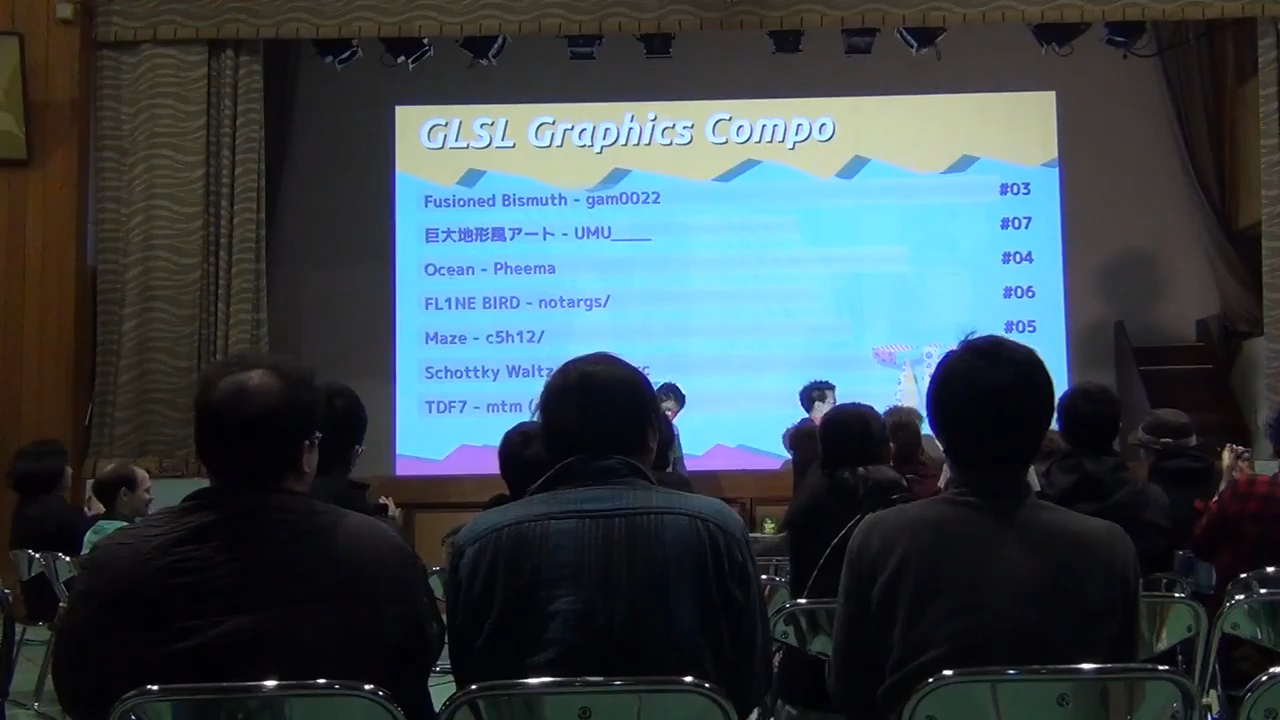 GLSL Graphics Compo
Fusioned Bismuth - gam0022 #03
巨大地形風アート - UMU____ #07
Ocean - Pheema #04
FL1NE BIRD - notargs/ #06
Maze - c5h12/ #05
Schottky Waltz
TDF7 - mtm (